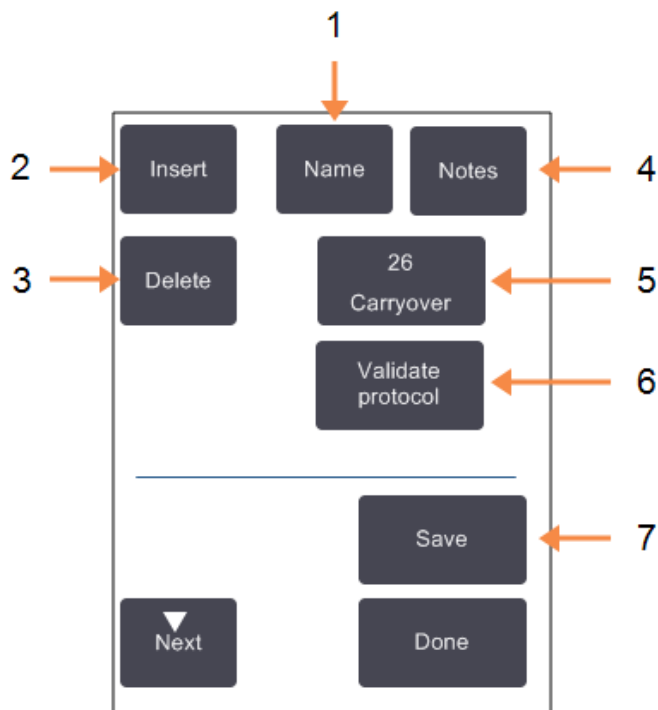 1
2
Insert
Name
Notes
4
3
Delete
26
Carryover
5
Validate
protocol
6
Save
7
Next
Done